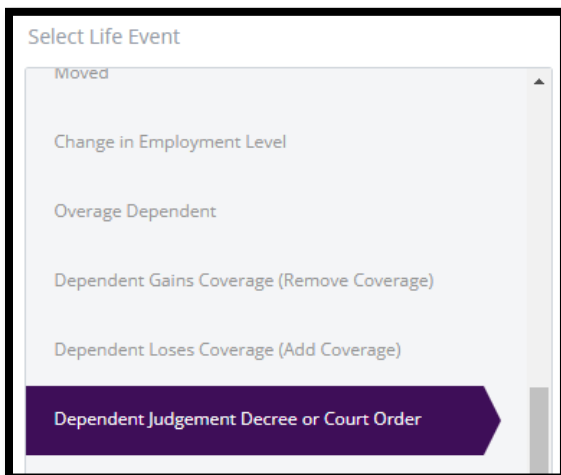 Select Life Event
Moved
Change in Employment Level
Overage Dependent
Dependent Gains Coverage (Remove Coverage)
Dependent Loses Coverage (Add Coverage)
Dependent Judgement Decree or Court Order